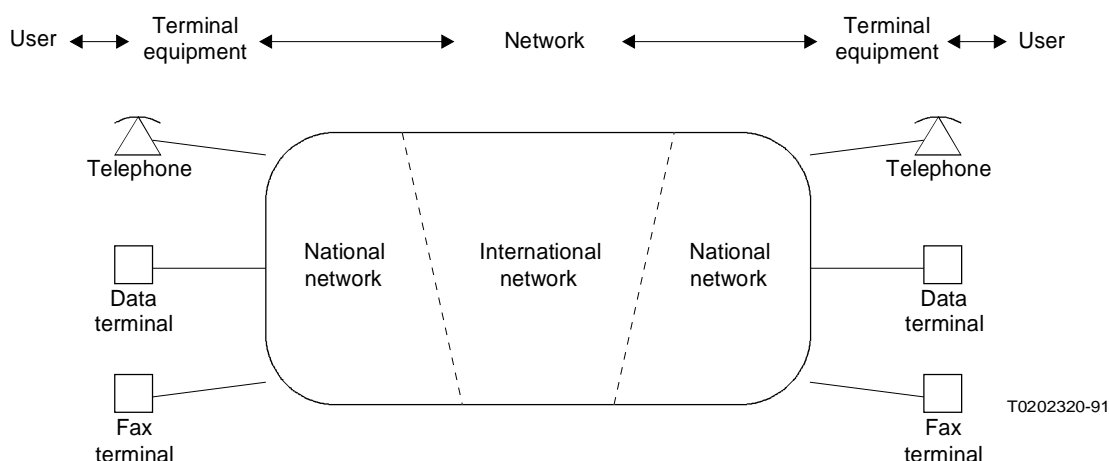 User Terminal equipment Network Terminal equipment User
Telephone Telephone
National network International network National network
Data terminal Data terminal
T0202320-91
Fax terminal Fax terminal